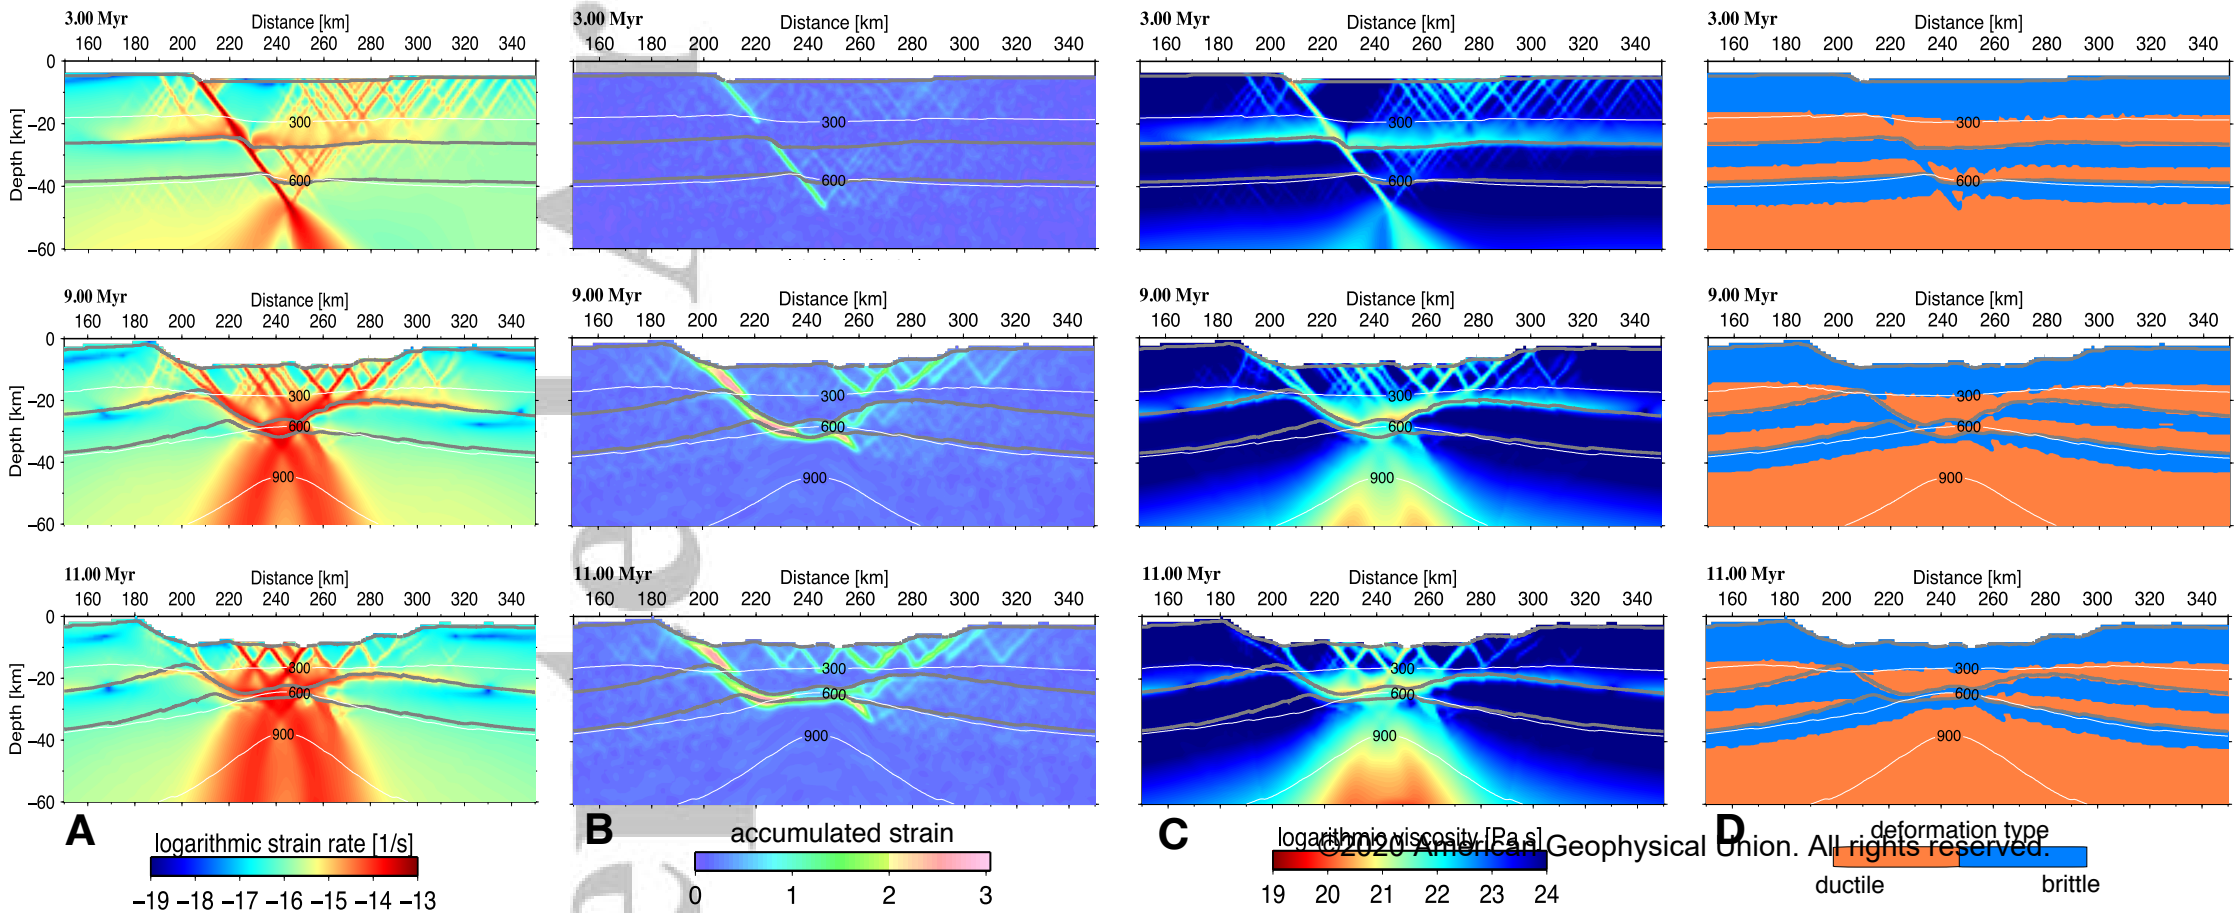 3.00 Myr Distance [km] 3.00 Myr Distance [km] Distance [km] 3.00 Myr Distance [km]
160 180 200 220 240 260 280 300 320 340 160 180 200 220 240 260 280 300 320 340 160 180 200 220 240 260 280 300 320 340 160 180 200 220 240 260 280 300 320 340
0
300 300 300 300
−20
Depth [km]
600 600 600 600
−40
−60
9.00 Myr Distance [km] 9.00 Myr Distance [km] 9.00 Myr Distance [km] 9.00 Myr Distance [km]
160 180 200 220 240 260 280 300 320 340 160 180 200 220 240 260 280 300 320 340 160 180 200 220 240 260 280 300 320 340 160 180 200 220 240 260 280 300 320 340
0
300 300 300 300
−20
Depth [km]
600 600 600 600
−40
900 900 900 900
−60
11.00 Myr Distance [km] 11.00 Myr Distance [km] 11.00 Myr Distance [km] 11.00 Myr Distance [km]
160 180 200 220 240 260 280 300 320 340 160 180 200 220 240 260 280 300 320 340 160 180 200 220 240 260 280 300 320 340 160 180 200 220 240 260 280 300 320 340
0
300 300 300 300
−20
Depth [km]
600 600 600 600
−40
900 900 900 900
−60
A B C D
logarithmic strain rate [1/s] accumulated strain logarithmic viscosity [Pa s] deformation type
©2020 American Geophysical Union. All rights reserved.
−19 −18 −17 −16 −15 −14 −13 0 1 2 3 19 20 21 22 23 24 ductile brittle